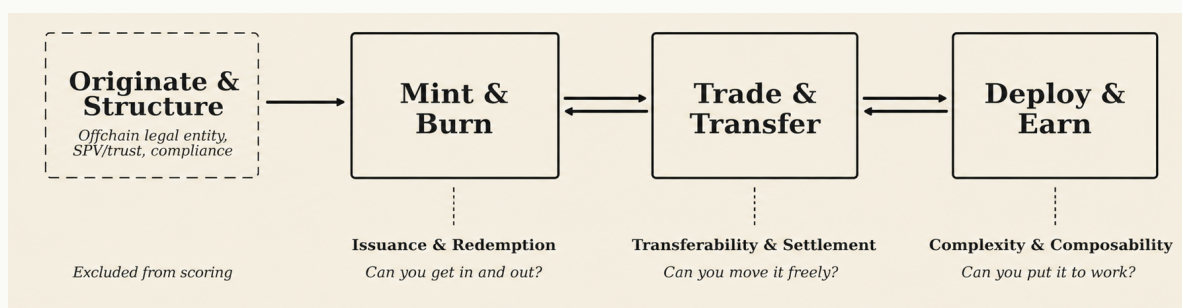 Originate &
Structure
Offchain legal entity,
SPV/trust, compliance
Excluded from scoring
Mint &
Burn
Issuance & Redemption
Can you get in and out?
Trade &
Transfer
Transferability & Settlement
Can you move it freely?
Deploy &
Earn
Complexity & Composability
Can you put it to work?